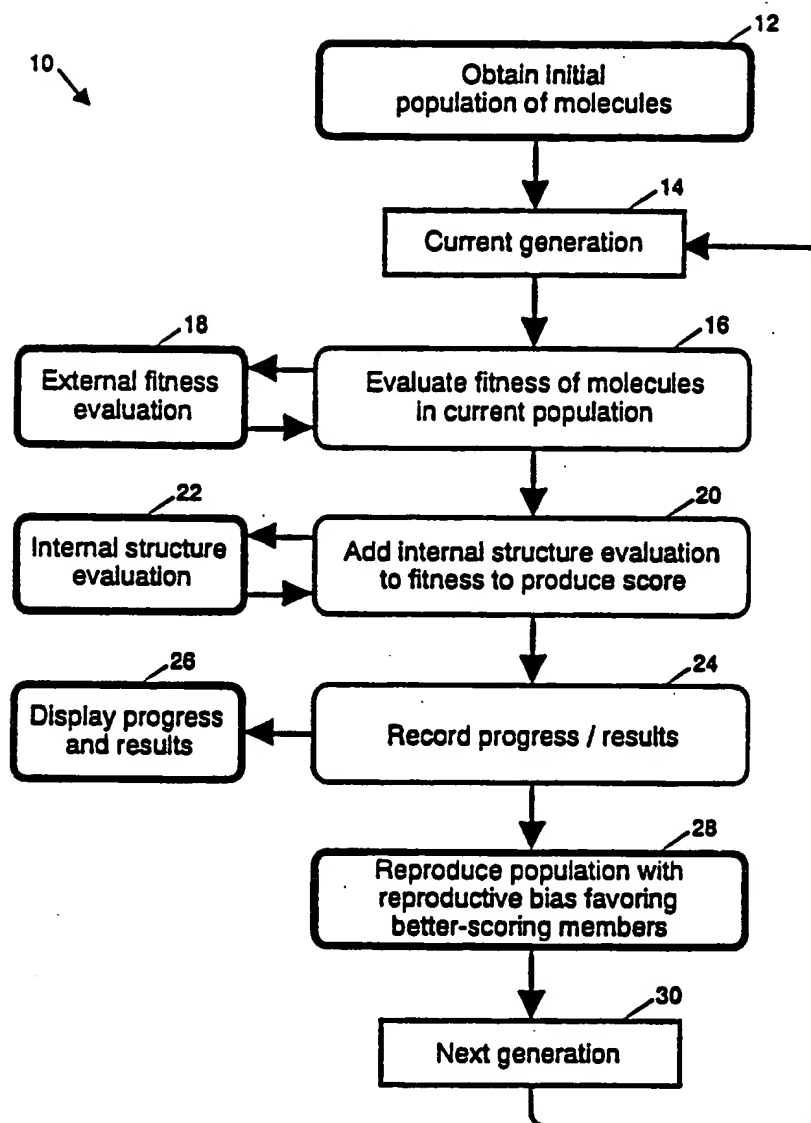 12
10
Obtain initial
population of molecules
14
Current generation
18
16
External fitness
evaluation
Evaluate fitness of molecules
in current population
22
20
Internal structure
evaluation
Add internal structure evaluation
to fitness to produce score
26
24
Display progress
and results
Record progress / results
28
Reproduce population with
reproductive bias favoring
better-scoring members
30
Next generation